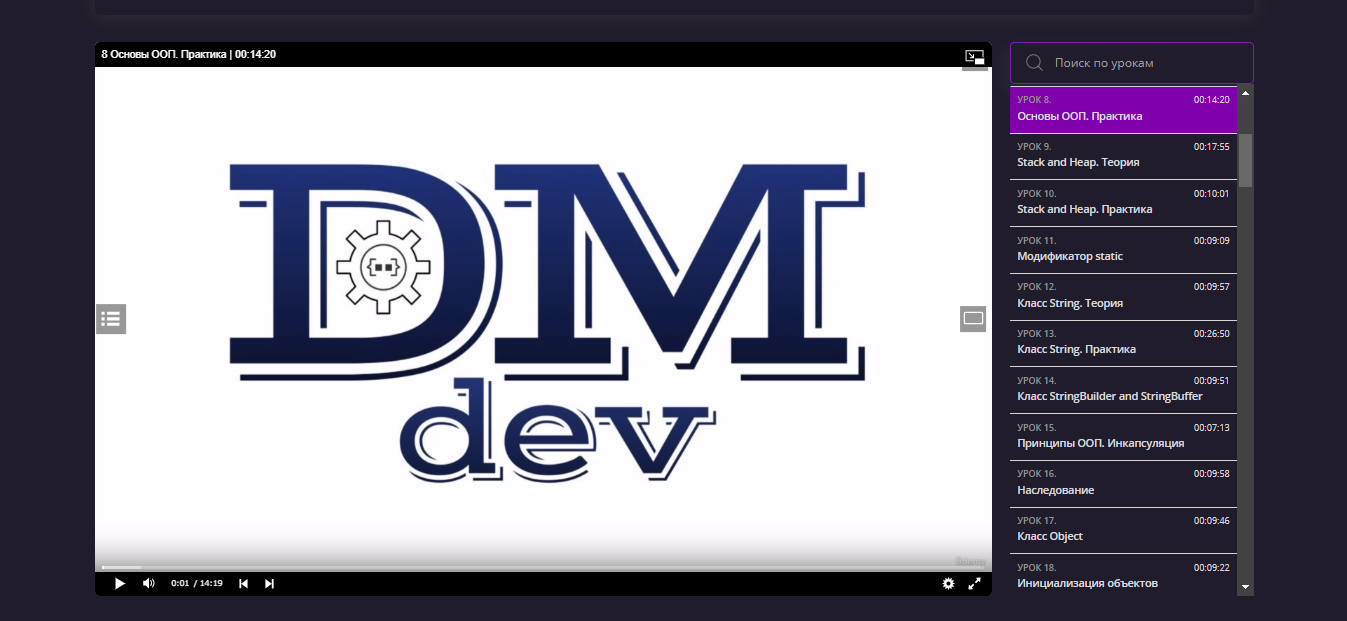 8 Основы ООП. Практика | 00:14:20
DM
dev
0:01 / 14:19
Поиск по урокам
УРОК 8. 00:14:20
Основы ООП. Практика
УРОК 9. 00:17:55
Stack and Heap. Теория
УРОК 10. 00:10:01
Stack and Heap. Практика
УРОК 11. 00:09:09
Модификатор static
УРОК 12. 00:09:57
Класс String. Теория
УРОК 13. 00:26:50
Класс String. Практика
УРОК 14. 00:09:51
Класс StringBuilder and StringBuffer
УРОК 15. 00:07:13
Принципы ООП. Инкапсуляция
УРОК 16. 00:09:58
Наследование
УРОК 17. 00:09:46
Класс Object
УРОК 18. 00:09:22
Инициализация объектов